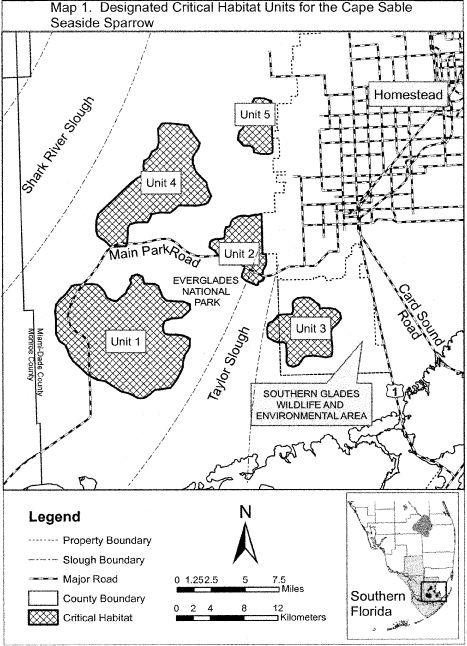 Map 1. Designated Critical Habitat Units for the Cape Sable
Seaside Sparrow
Homestead
Unit 5
Shark River Slough
Unit 4
Main Park Road
Unit 2
EVERGLADES
NATIONAL
PARK
Unit 1
Unit 3
Card Sound
Road
Taylor Slough
Miami-Dade County
Monroe County
1
SOUTHERN GLADES
WILDLIFE AND
ENVIRONMENTAL AREA
Legend
Property Boundary
Slough Boundary
Major Road
County Boundary
Critical Habitat
N
0 1.25 2.5 5 7.5
Miles
0 2 4 8 12
Kilometers
Southern
Florida